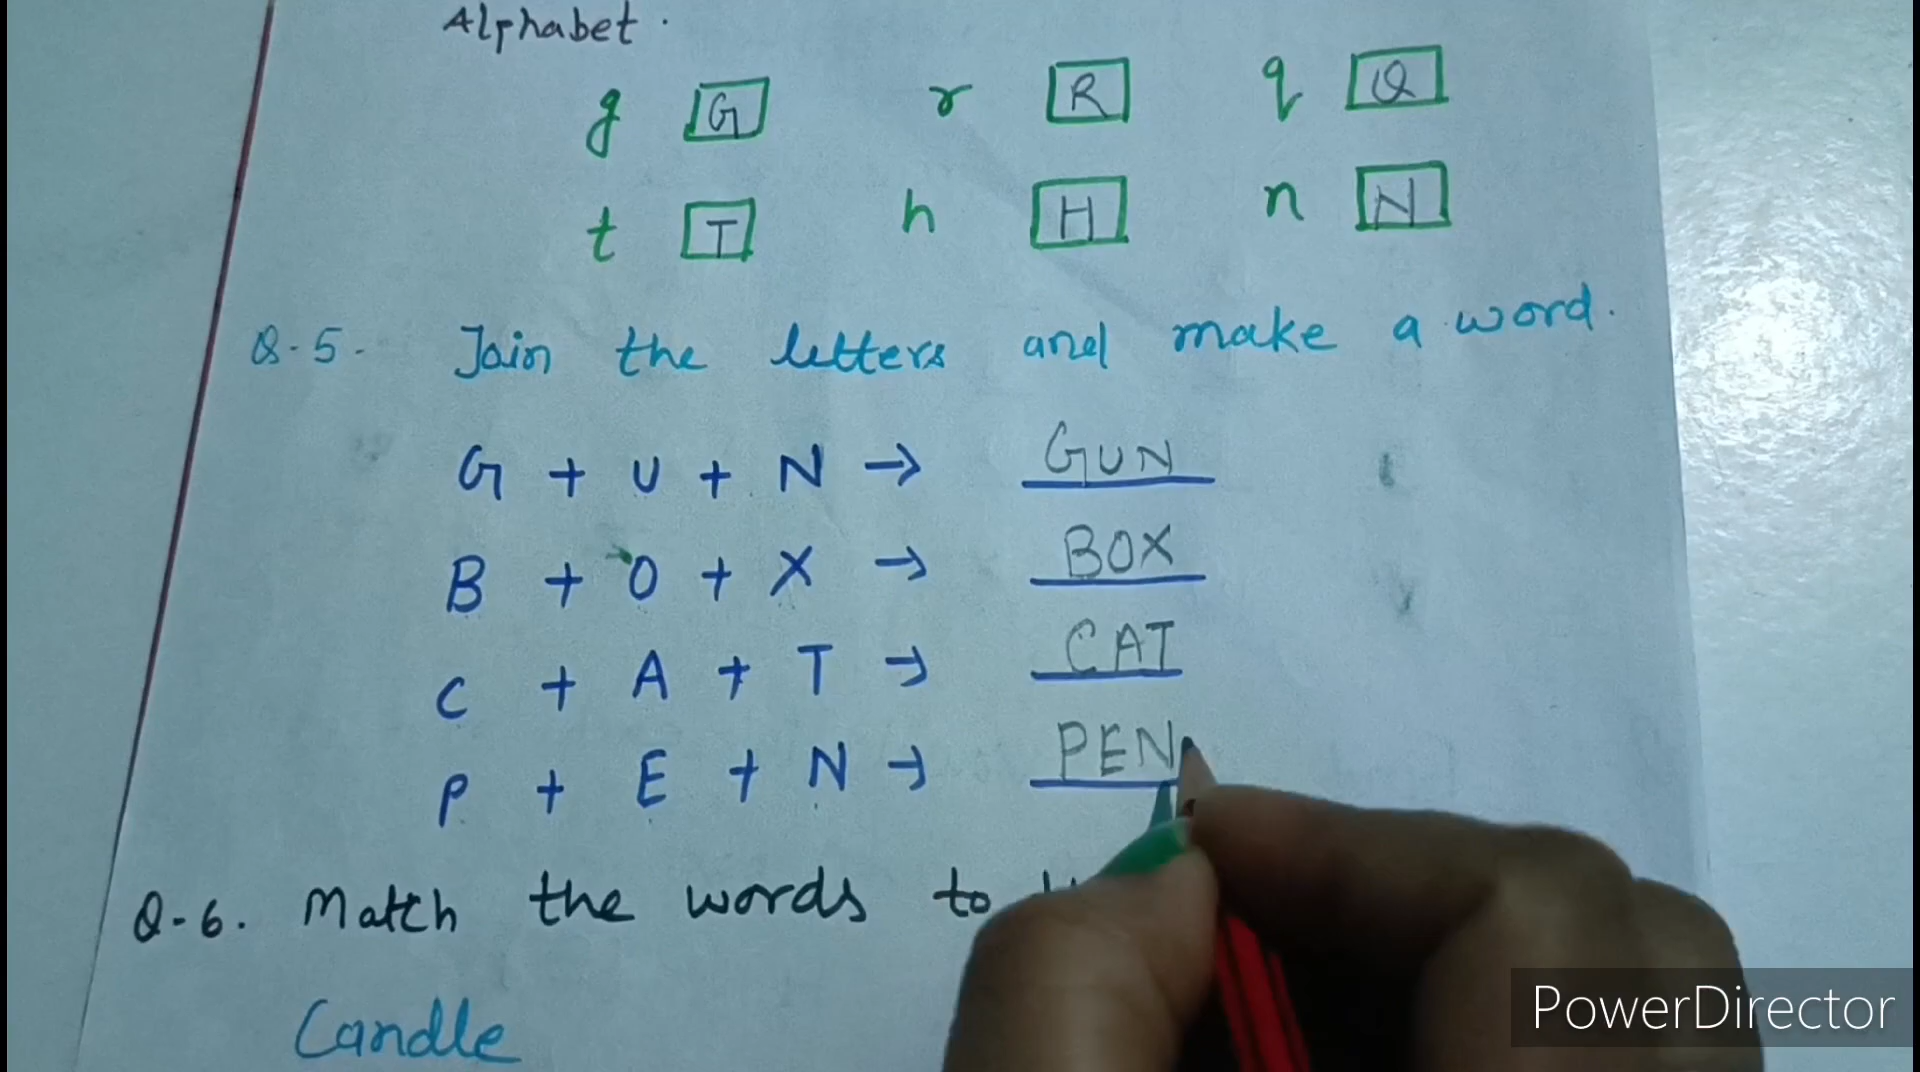 Alphabet.
g G r R q Q
t T h H n N
Q-5- Join the letters and make a word.
G + U + N → GUN
B + O + X → BOX
C + A + T → CAT
P + E + N → PEN
Q-6. Match the words to
Candle
PowerDirector